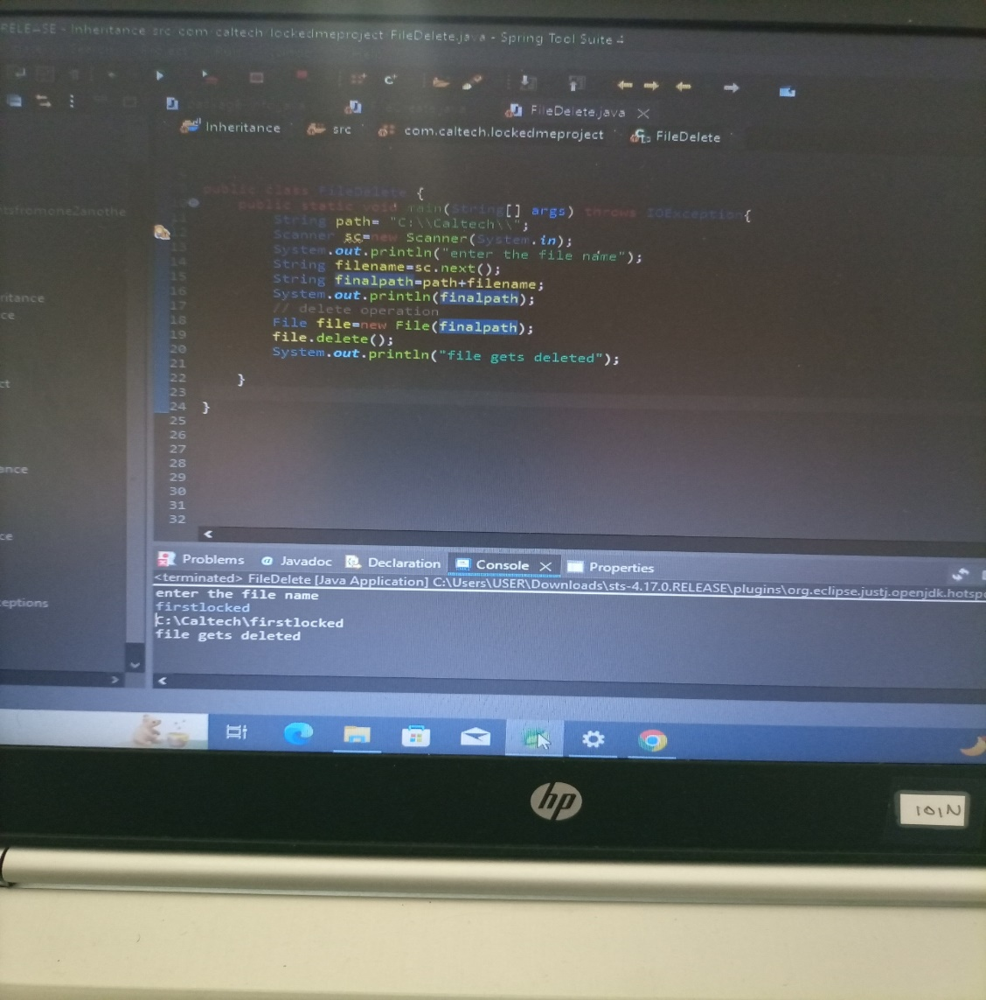 RELEASE - Inheritance src com caltech lockedmeproject FileDelete.java - Spring Tool Suite 4
FileDelete.java
Inheritance src com.caltech.lockedmeproject FileDelete
public class FileDelete {
10 public static void main(String[] args) throws IOException{
11 String path= "C:\\Caltech\\";
12 Scanner sc=new Scanner(System.in);
13 System.out.println("enter the file name");
14 String filename=sc.next();
15 String finalpath=path+filename;
16 System.out.println(finalpath);
17 // delete operation
18 File file=new File(finalpath);
19 file.delete();
20 System.out.println("file gets deleted");
21
22 }
23
24 }
25
26
27
28
29
30
31
32
ritance
ce
ct
ance
ce
eptions
Problems Javadoc Declaration Console Properties
<terminated> FileDelete [Java Application] C:\Users\USER\Downloads\sts-4.17.0.RELEASE\plugins\org.eclipse.justj.openjdk.hotsp
enter the file name
firstlocked
C:\Caltech\firstlocked
file gets deleted
hp
101N